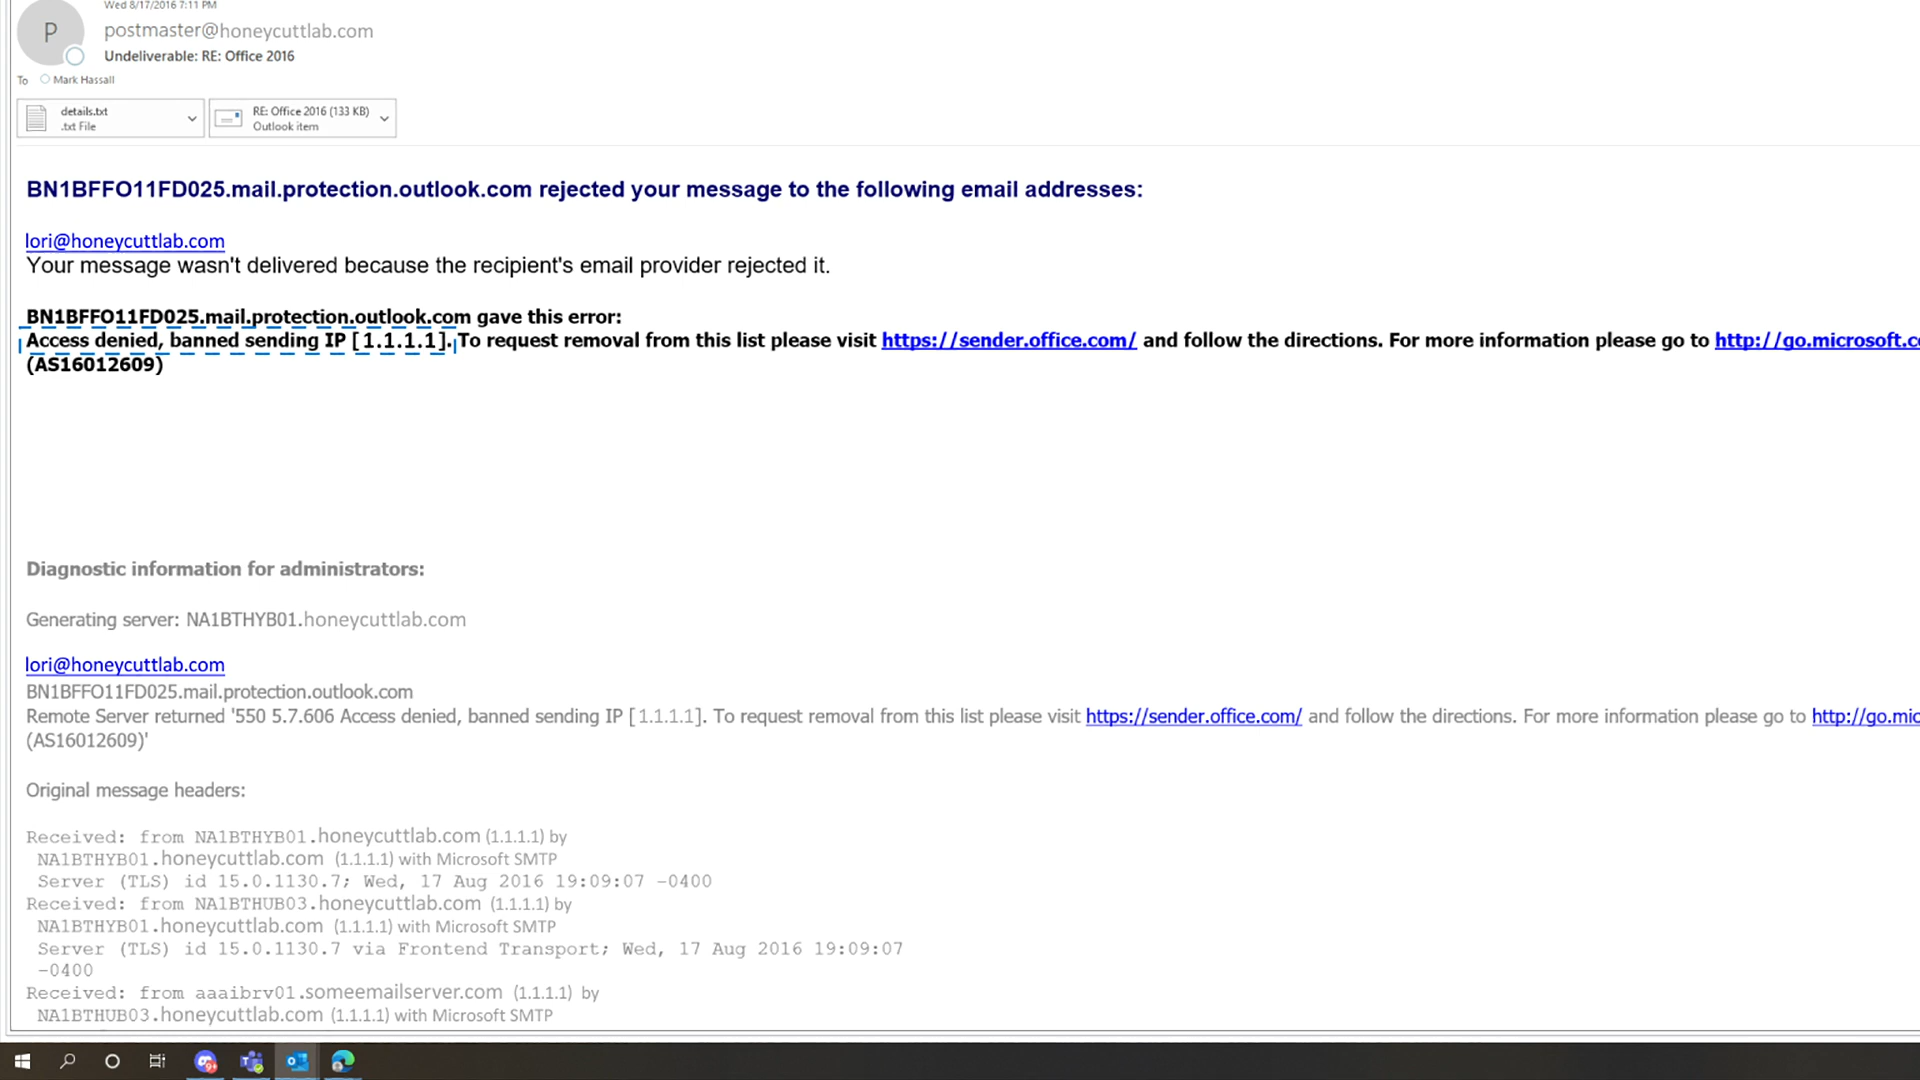 Wed 8/17/2016 7:11 PM
P
postmaster@honeycuttlab.com
Undeliverable: RE: Office 2016
To Mark Hassall
details.txt
.txt File
RE: Office 2016 (133 KB)
Outlook item
BN1BFFO11FD025.mail.protection.outlook.com rejected your message to the following email addresses:
lori@honeycuttlab.com
Your message wasn't delivered because the recipient's email provider rejected it.
BN1BFFO11FD025.mail.protection.outlook.com gave this error:
Access denied, banned sending IP [1.1.1.1]. To request removal from this list please visit https://sender.office.com/ and follow the directions. For more information please go to http://go.microsoft.c
(AS16012609)
Diagnostic information for administrators:
Generating server: NA1BTHYB01.honeycuttlab.com
lori@honeycuttlab.com
BN1BFFO11FD025.mail.protection.outlook.com
Remote Server returned '550 5.7.606 Access denied, banned sending IP [1.1.1.1]. To request removal from this list please visit https://sender.office.com/ and follow the directions. For more information please go to http://go.mic
(AS16012609)'
Original message headers:
Received: from NA1BTHYB01.honeycuttlab.com (1.1.1.1) by
NA1BTHYB01.honeycuttlab.com (1.1.1.1) with Microsoft SMTP
Server (TLS) id 15.0.1130.7; Wed, 17 Aug 2016 19:09:07 -0400
Received: from NA1BTHUB03.honeycuttlab.com (1.1.1.1) by
NA1BTHYB01.honeycuttlab.com (1.1.1.1) with Microsoft SMTP
Server (TLS) id 15.0.1130.7 via Frontend Transport; Wed, 17 Aug 2016 19:09:07
-0400
Received: from aaaibrv01.someemailserver.com (1.1.1.1) by
NA1BTHUB03.honeycuttlab.com (1.1.1.1) with Microsoft SMTP